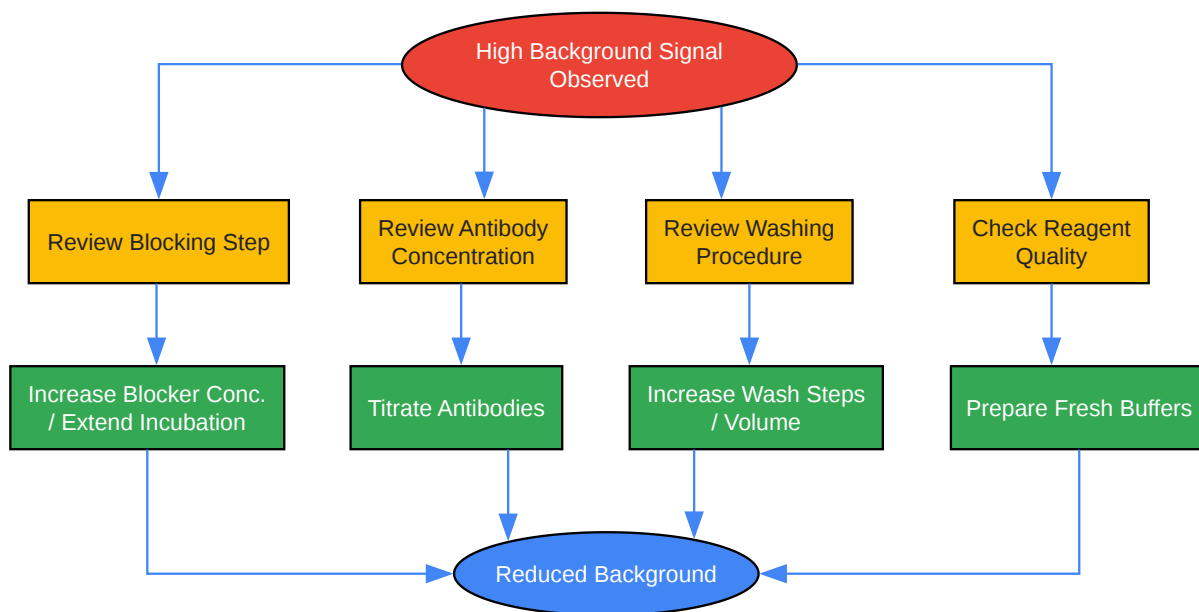 High Background Signal
Observed
Review Blocking Step
Review Antibody
Concentration
Review Washing
Procedure
Check Reagent
Quality
Increase Blocker Conc.
/ Extend Incubation
Titrate Antibodies
Increase Wash Steps
/ Volume
Prepare Fresh Buffers
Reduced Background